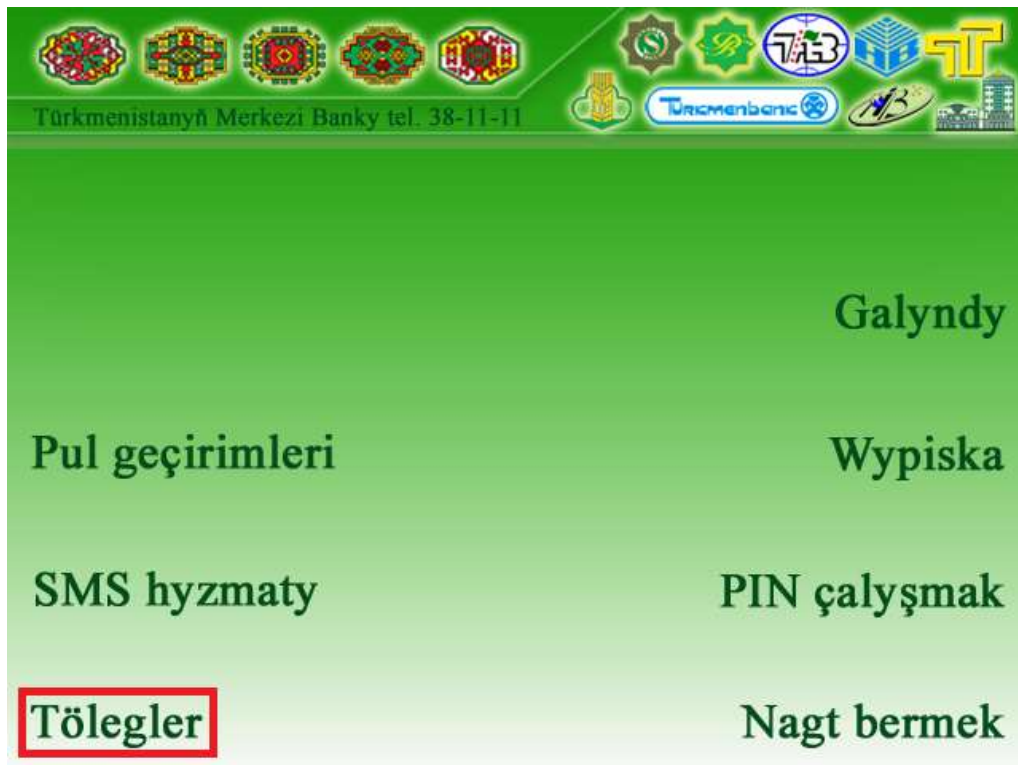 Türkmenistanyň Merkezi Banky tel. 38-11-11
Türkmenbank
Galyndy
Pul geçirimleri
Wypiska
SMS hyzmaty
PIN çalyşmak
Tölegler
Nagt bermek